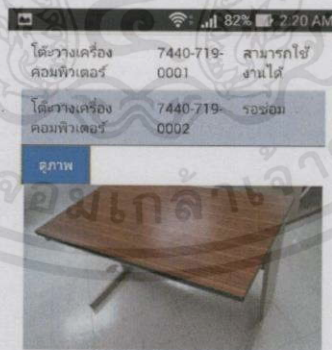 82% 2:20 AM
โต๊ะวางเครื่อง 7440-719- สามารถใช้
คอมพิวเตอร์ 0001 งานได้
โต๊ะวางเครื่อง 7440-719- รอซ่อม
คอมพิวเตอร์ 0002
ดูภาพ